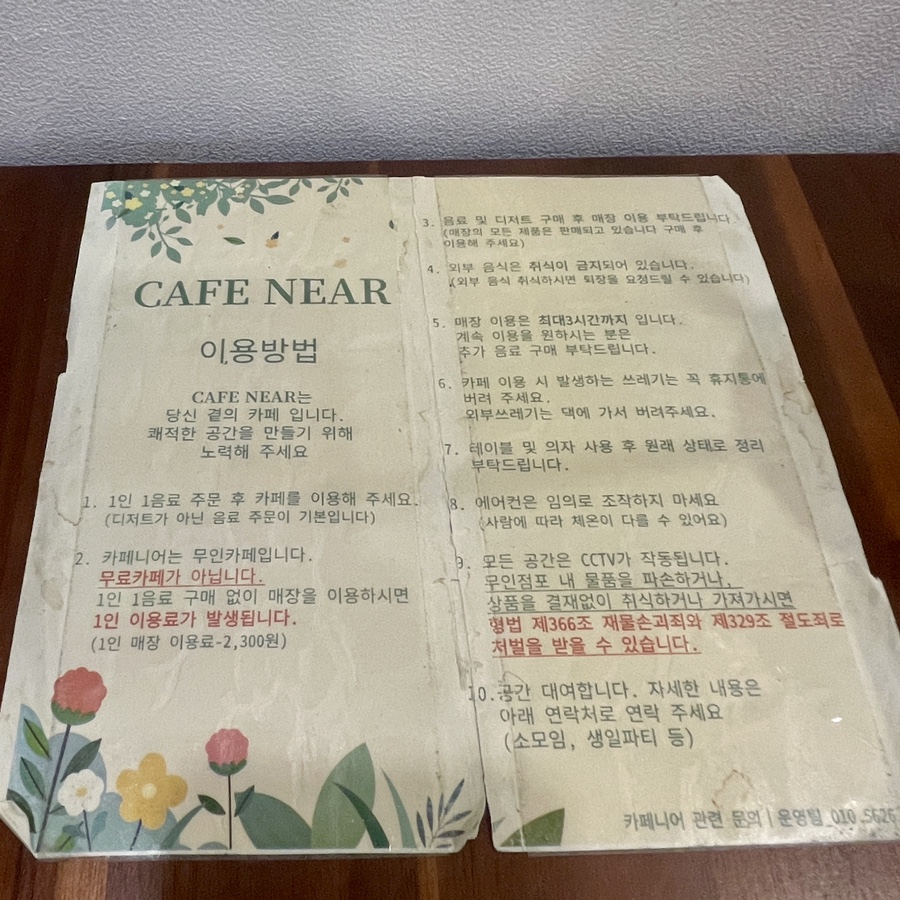 CAFE NEAR
이용방법
CAFE NEAR는
당신 곁의 카페 입니다.
쾌적한 공간을 만들기 위해
노력해 주세요
1. 1인 1음료 주문 후 카페를 이용해 주세요.
(디저트가 아닌 음료 주문이 기본입니다)
2. 카페니어는 무인카페입니다.
무료카페가 아닙니다.
1인 1음료 구매 없이 매장을 이용하시면
1인 이용료가 발생됩니다.
(1인 매장 이용료-2,300원)
3. 음료 및 디저트 구매 후 매장 이용 부탁드립니다
(매장의 모든 제품은 판매되고 있습니다 구매 후
이용해 주세요)
4. 외부 음식은 취식이 금지되어 있습니다.
(외부 음식 취식하시면 퇴장을 요청드릴 수 있습니다)
5. 매장 이용은 최대3시간까지 입니다.
계속 이용을 원하시는 분은
추가 음료 구매 부탁드립니다.
6. 카페 이용 시 발생하는 쓰레기는 꼭 휴지통에
버려 주세요.
외부쓰레기는 댁에 가서 버려주세요.
7. 테이블 및 의자 사용 후 원래 상태로 정리
부탁드립니다.
8. 에어컨은 임의로 조작하지 마세요
(사람에 따라 체온이 다를 수 있어요)
9. 모든 공간은 CCTV가 작동됩니다.
무인점포 내 물품을 파손하거나,
상품을 결재없이 취식하거나 가져가시면
형법 제366조 재물손괴죄와 제329조 절도죄로
처벌을 받을 수 있습니다.
10.공간 대여합니다. 자세한 내용은
아래 연락처로 연락 주세요
(소모임, 생일파티 등)
카페니어 관련 문의 | 운영팀 010 .5626